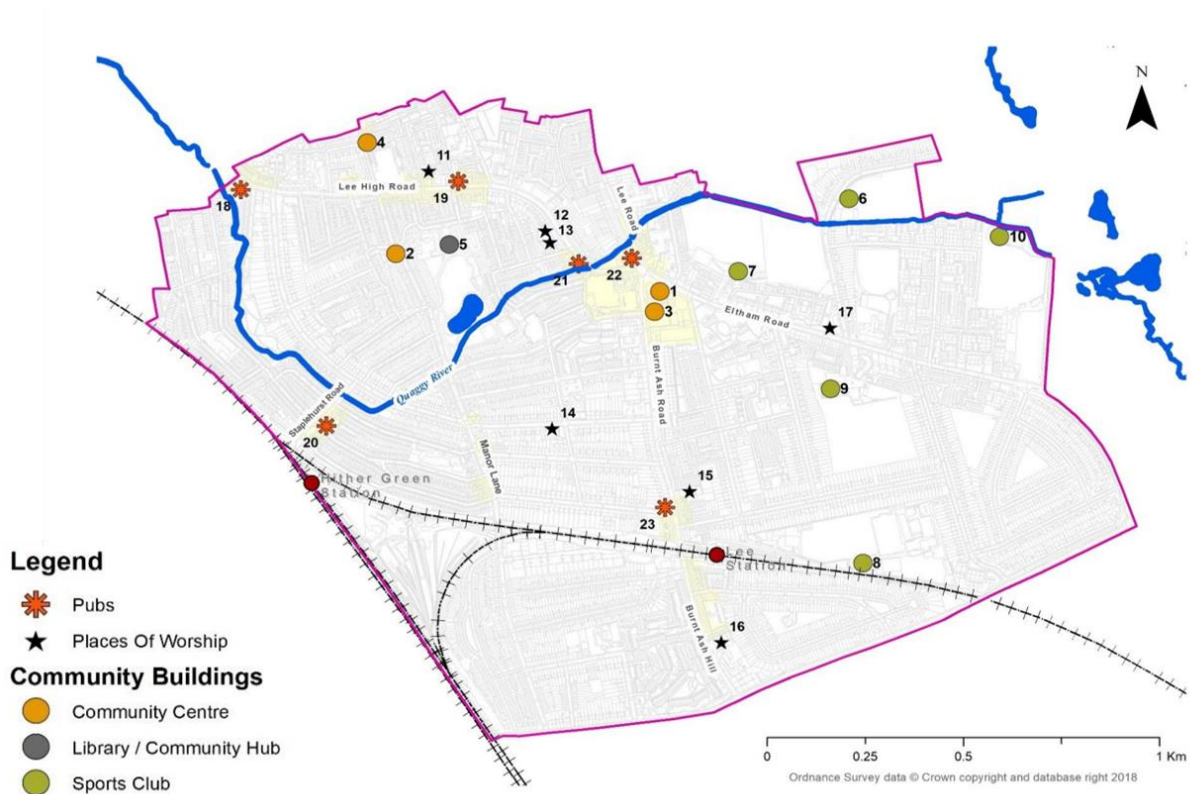 N
4
11
Lee High Road
19
18
Lee Road
6
12
13
5
2
10
21
22
7
1
3
Eltham Road
17
Burnt Ash Road
Quaggy River
9
Staplehurst Road
14
20
Manor Lane
Hither Green
Station
15
23
Lee
Station
8
Burnt Ash Hill
16
Legend
Pubs
Places Of Worship
Community Buildings
Community Centre
Library / Community Hub
Sports Club
0 0.25 0.5 1 Km
Ordnance Survey data © Crown copyright and database right 2018